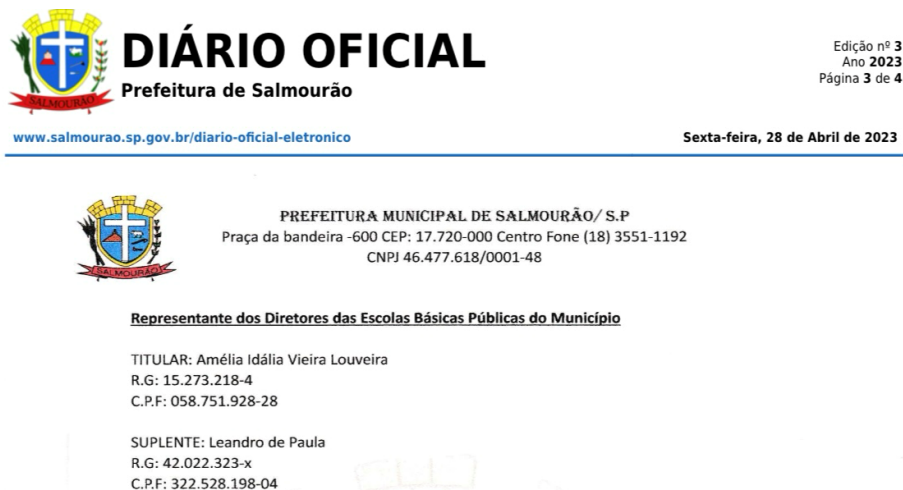 SALMOURÃO
DIÁRIO OFICIAL
Prefeitura de Salmourão
Edição nº 3
Ano 2023
Página 3 de 4
www.salmourao.sp.gov.br/diario-oficial-eletronico
Sexta-feira, 28 de Abril de 2023
SALMOURÃO
PREFEITURA MUNICIPAL DE SALMOURÃO/ S.P
Praça da bandeira -600 CEP: 17.720-000 Centro Fone (18) 3551-1192
CNPJ 46.477.618/0001-48
Representante dos Diretores das Escolas Básicas Públicas do Município
TITULAR: Amélia Idália Vieira Louveira
R.G: 15.273.218-4
C.P.F: 058.751.928-28
SUPLENTE: Leandro de Paula
R.G: 42.022.323-x
C.P.F: 322.528.198-04